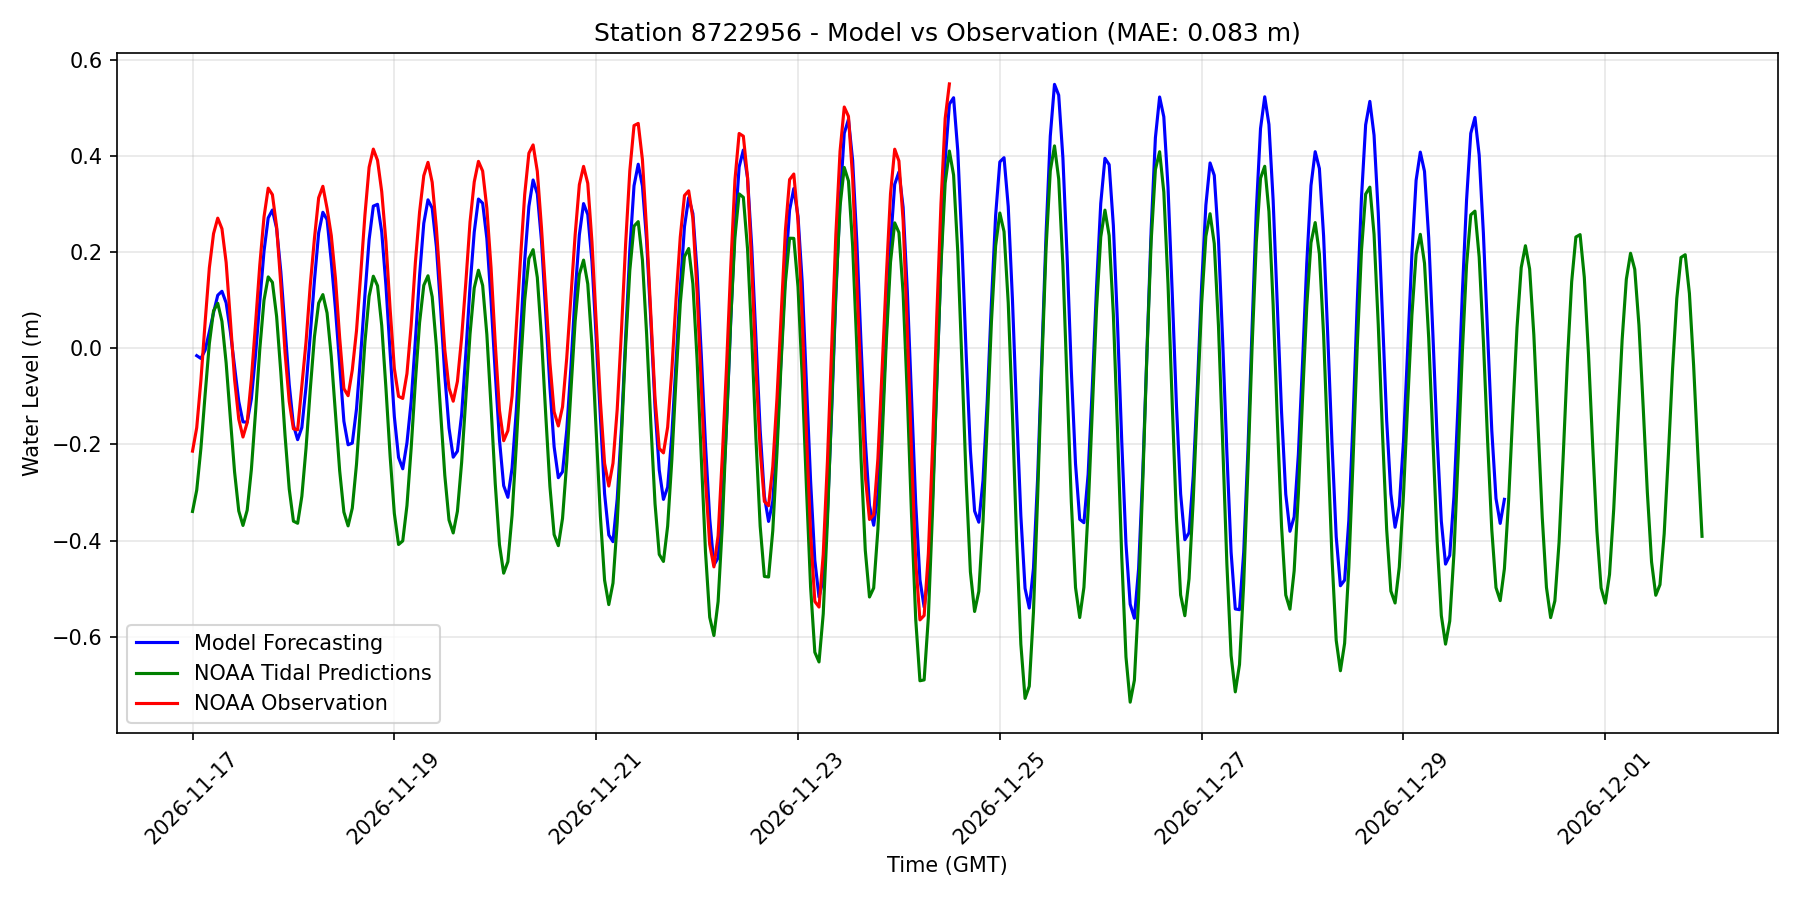 Station 8722956 - Model vs Observation (MAE: 0.083 m)
0.6
0.4
0.2
0.0
−0.2
−0.4
−0.6
Water Level (m)
Model Forecasting
NOAA Tidal Predictions
NOAA Observation
2026-11-17
2026-11-19
2026-11-21
2026-11-23
2026-11-25
2026-11-27
2026-11-29
2026-12-01
Time (GMT)